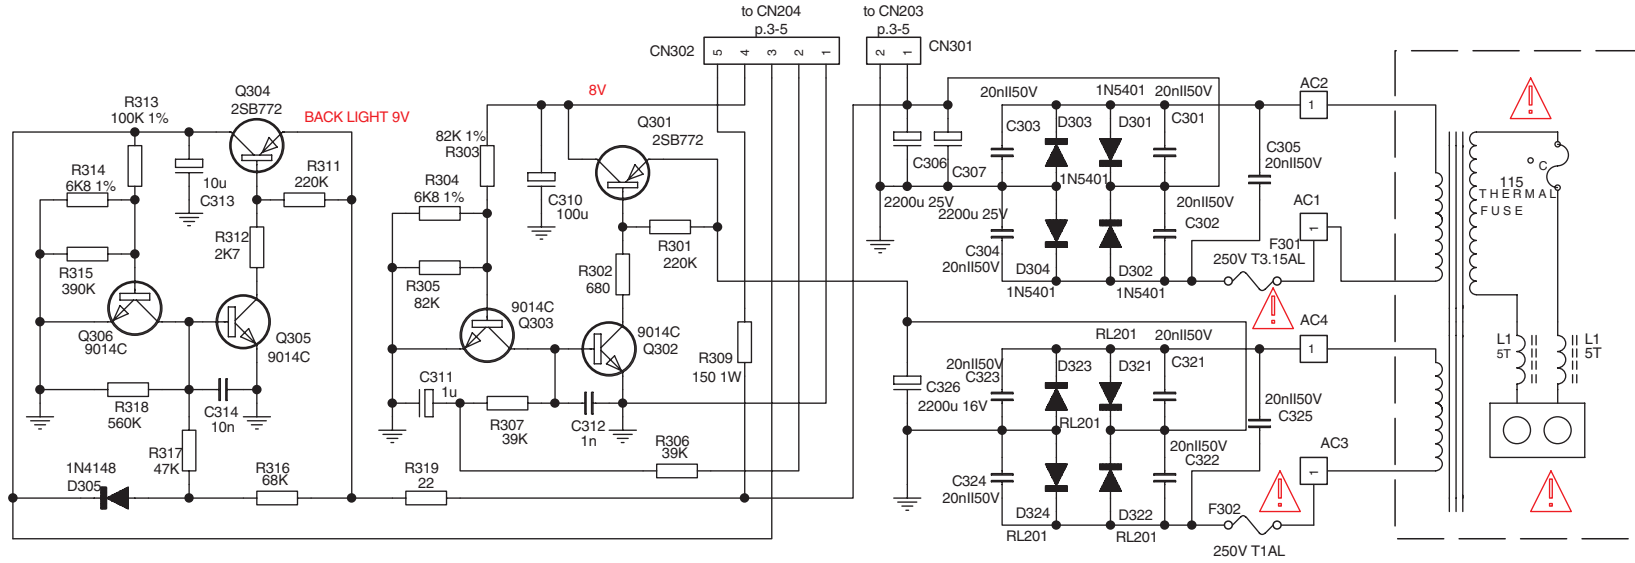 to CN204
p.3-5
CN302
5 4 3 2 1
to CN203
p.3-5
CN301
2 1
Q304
2SB772
BACK LIGHT 9V
R313
100K 1%
R314
6K8 1%
10u
C313
R311
220K
R315
390K
R312
2K7
Q306
9014C
Q305
9014C
R318
560K
C314
10n
R317
47K
1N4148
D305
R316
68K
R319
22
8V
82K 1%
R303
R304
6K8 1%
C310
100u
Q301
2SB772
R305
82K
R302
680
R301
220K
9014C
Q303
9014C
Q302
C311
1u
R307
39K
C312
1n
R306
39K
R309
150 1W
C306
2200u 25V
C307
2200u 25V
20nII50V
C303
D303
1N5401
1N5401
D301
20nII50V
C301
C304
20nII50V
D304
1N5401
D302
1N5401
20nII50V
C302
C305
20nII50V
AC2
1
AC1
1
F301
250V T3.15AL
C326
2200u 16V
20nII50V
C323
D323
RL201
RL201
D321
20nII50V
C321
C324
20nII50V
D324
RL201
D322
RL201
20nII50V
C322
20nII50V
C325
AC4
1
AC3
1
F302
250V T1AL
115 ° C
THERMAL
FUSE
L1
5T
L1
5T
!
!
!
!